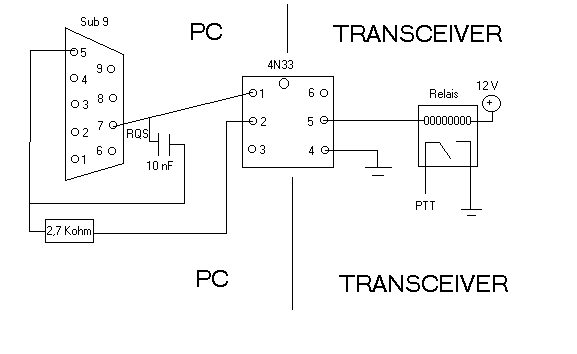 Sub 9
PC
TRANSCEIVER
4N33
12 V
Relais
5
9
4
8
3
7
2
6
1
RQS
10 nF
1
6
2
5
3
4
+
PTT
2,7 Kohm
PC
TRANSCEIVER